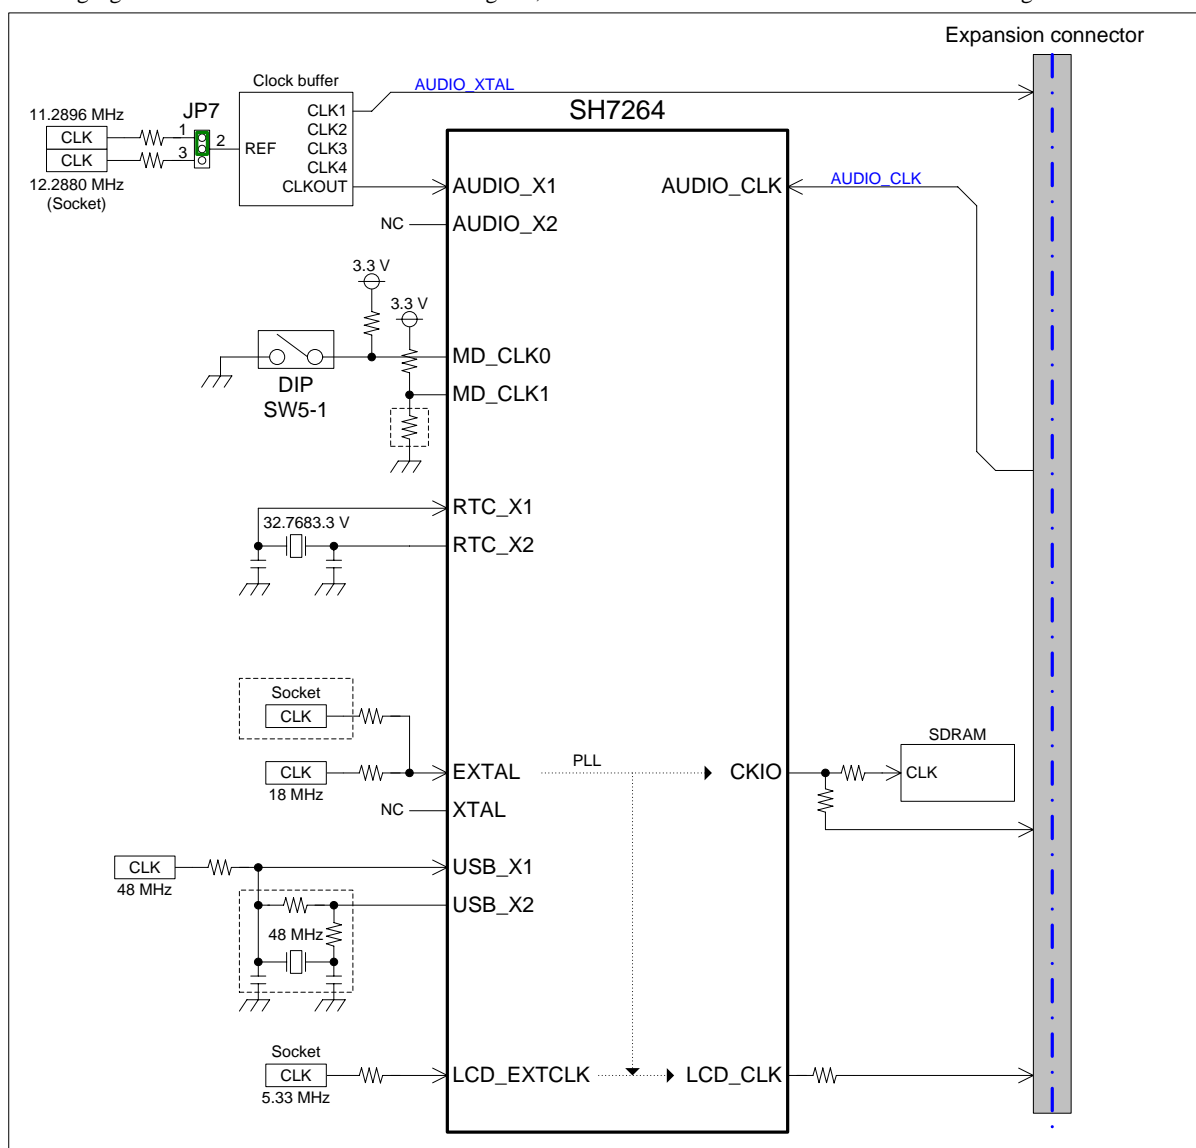 Expansion connector
Clock buffer
AUDIO_XTAL
SH7264
11.2896 MHz
JP7
CLK1
CLK
1
CLK2
2
REF
CLK3
CLK
3
CLK4
12.2880 MHz
(Socket)
CLKOUT
AUDIO_X1
AUDIO_CLK
AUDIO_CLK
NC
AUDIO_X2
3.3 V
3.3 V
MD_CLK0
DIP
SW5-1
MD_CLK1
RTC_X1
32.7683.3 V
RTC_X2
Socket
CLK
SDRAM
CLK
18 MHz
EXTAL
PLL
CKIO
CLK
NC
XTAL
CLK
48 MHz
USB_X1
USB_X2
48 MHz
Socket
CLK
5.33 MHz
LCD_EXTCLK
LCD_CLK